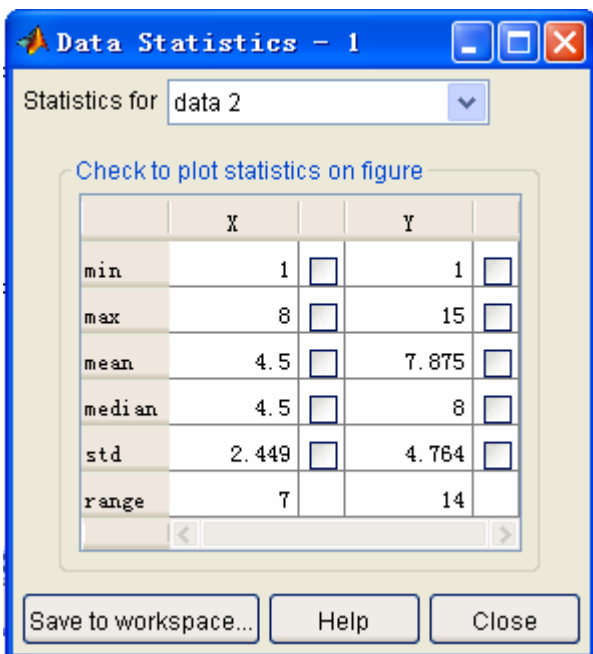 Data Statistics - 1
Statistics for data 2
Check to plot statistics on figure
X Y
min 1 1
max 8 15
mean 4.5 7.875
median 4.5 8
std 2.449 4.764
range 7 14
Save to workspace... Help Close